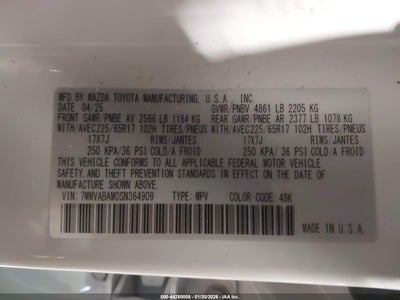 MFD. BY MAZDA TOYOTA MANUFACTURING, U.S.A., INC.
DATE 04/25 GVWR/PNBV 4861 LB 2205 KG
FRONT GAWR/PNBE AV 2566 LB 1164 KG REAR GAWR/PNBE AR 2377 LB 1078 KG
WITH/AVEC225/65R17 102H TIRES/PNEUS WITH/AVEC225/65R17 102H TIRES/PNEUS
17X7J RIMS/JANTES 17X7J RIMS/JANTES
250 KPA/36 PSI COLD/A FROID 250 KPA/36 PSI COLD/A FROID
THIS VEHICLE CONFORMS TO ALL APPLICABLE FEDERAL MOTOR VEHICLE
SAFETY, AND THEFT PREVENTION STANDARDS IN EFFECT ON THE DATE OF
MANUFACTURE SHOWN ABOVE.
VIN: 7MMVABAM0SN364909 TYPE: MPV COLOR CODE: 48K
MADE IN U.S.A.
000-44280008 - 01/30/2026 - IAA Inc.